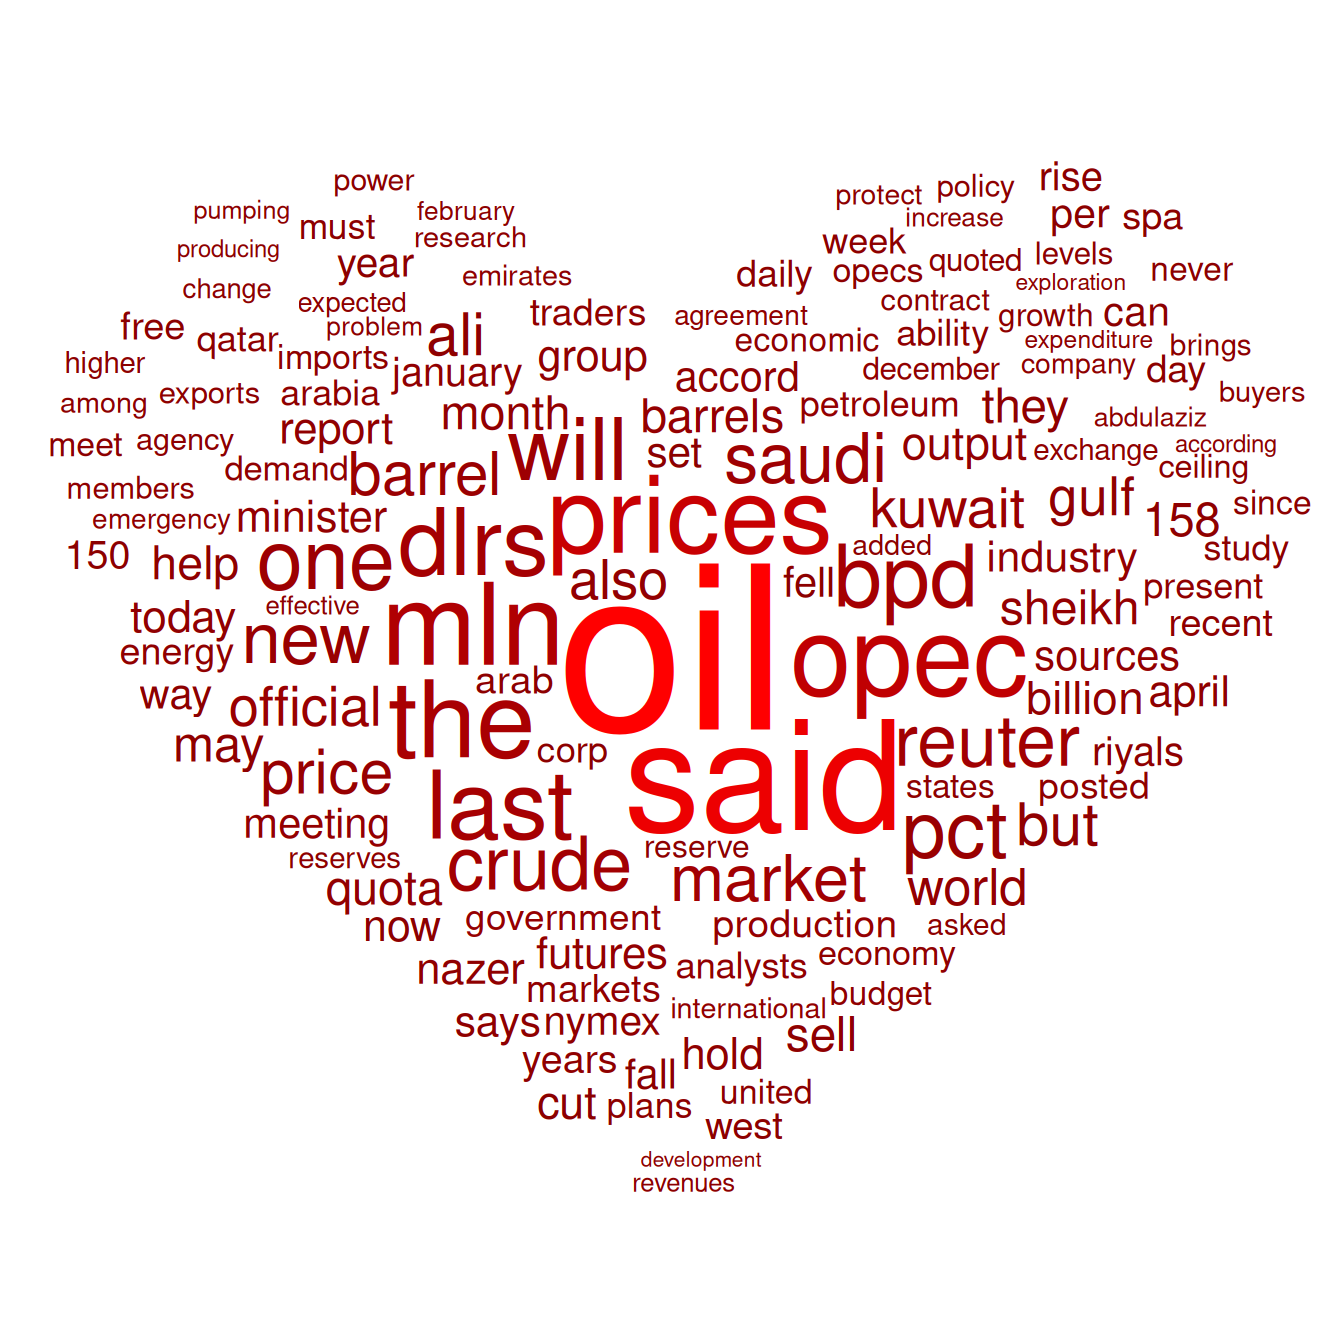 power
rise
protect policy
pumping february increase per spa
must research week
producing year levels
emirates daily opecs quoted never
change exploration
expected traders agreement contract growth can
free problem ali economic ability expenditure brings
qatar imports group december company day
higher january accord
exports arabia month barrels petroleum they buyers
among report will set output abdulaziz
meet agency saudi exchange according
demand barrel ceiling
members prices kuwait gulf since
emergency minister dlrs 158
150 help one added industry study
also fell bpd present
effective mln oil sheikh recent
today new opec
energy arab sources
way official the billion april
may corp reuter riyals
price said states posted
meeting last pct but
reserves crude reserve
quota market world
now government production asked
nazer futures analysts economy
markets international budget
says nymex sell
years fall hold
cut plans united
west
development
revenues